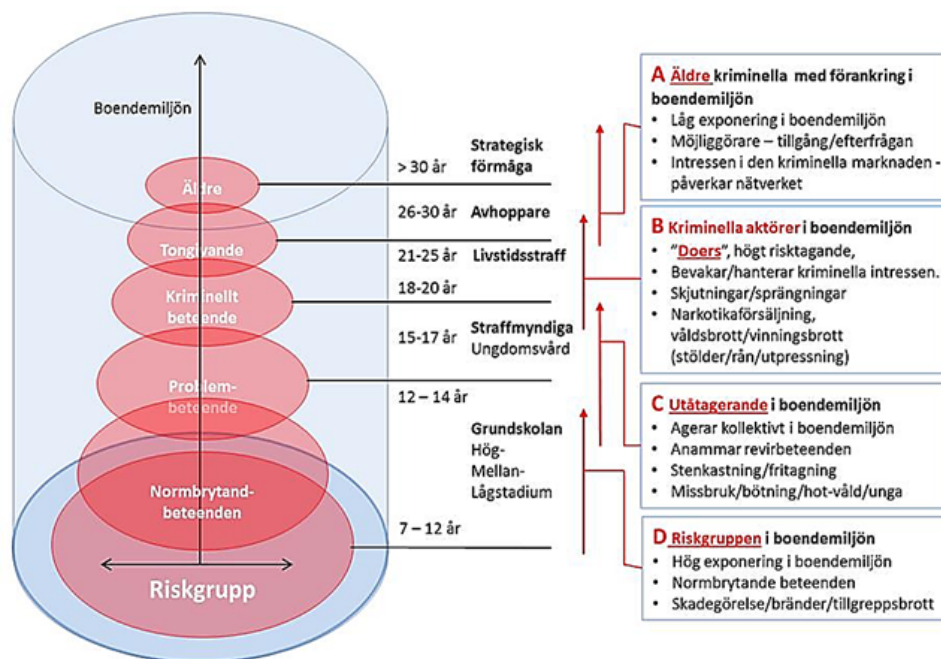 Boendemiljön
Äldre
Tongivande
Kriminellt
beteende
Problem-
beteende
Normbrytand-
beteenden
Riskgrupp
> 30 år
Strategisk
förmåga
26-30 år
Avhoppare
21-25 år
Livstidsstraff
18-20 år
15-17 år
Straffmyndiga
Ungdomsvård
12 – 14 år
Grundskolan
Hög-
Mellan-
Lågstadium
7 – 12 år
A Äldre kriminella med förankring i
boendemiljön
• Låg exponering i boendemiljön
• Möjliggörare – tillgång/efterfrågan
• Intressen i den kriminella marknaden -
påverkar nätverket
B Kriminella aktörer i boendemiljön
• "Doers", högt risktagande,
• Bevakar/hanterar kriminella intressen.
• Skjutningar/sprängningar
• Narkotikaförsäljning,
våldsbrott/vinningsbrott
(stölder/rån/utpressning)
C Utåtagerande i boendemiljön
• Agerar kollektivt i boendemiljön
• Anammar revirbeteenden
• Stenkastning/fritagning
• Missbruk/bötning/hot-våld/unga
D Riskgruppen i boendemiljön
• Hög exponering i boendemiljön
• Normbrytande beteenden
• Skadegörelse/bränder/tillgreppsbrott